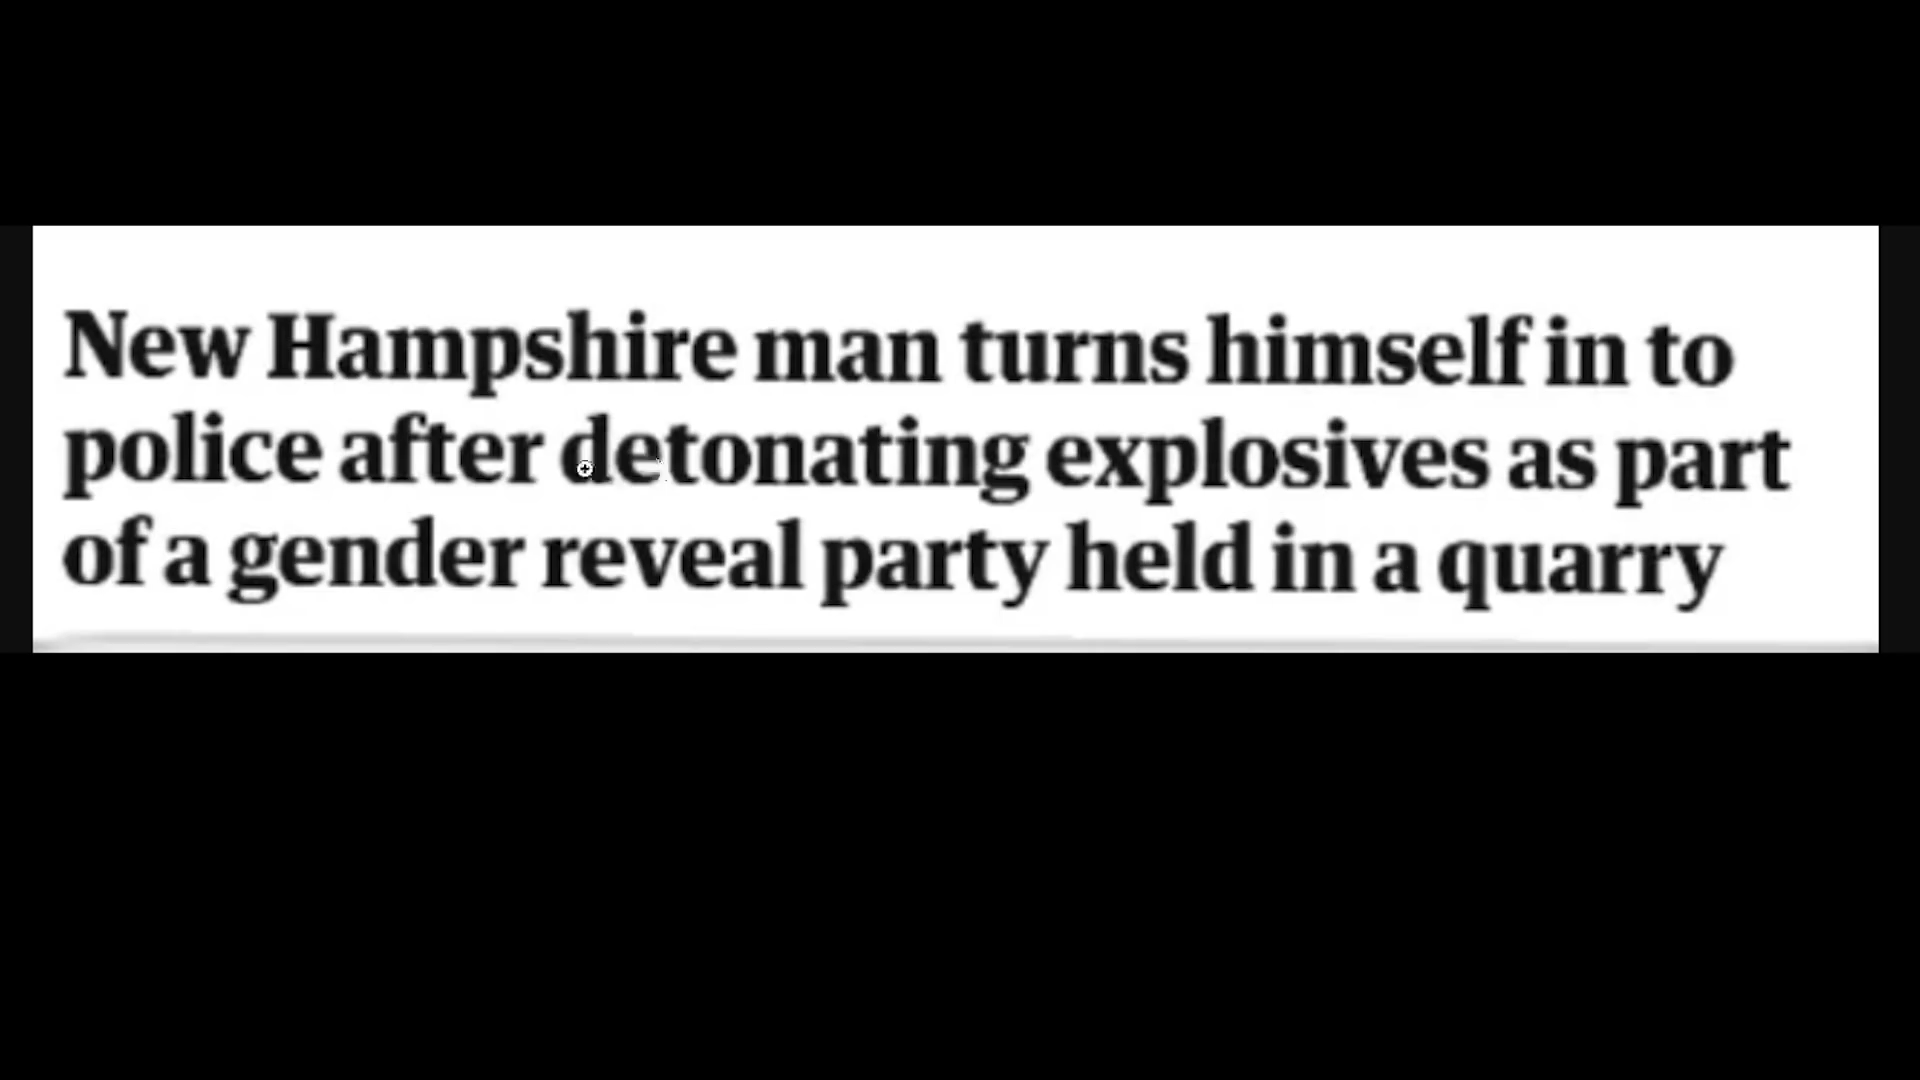 New Hampshire man turns himself in to
police after detonating explosives as part
of a gender reveal party held in a quarry